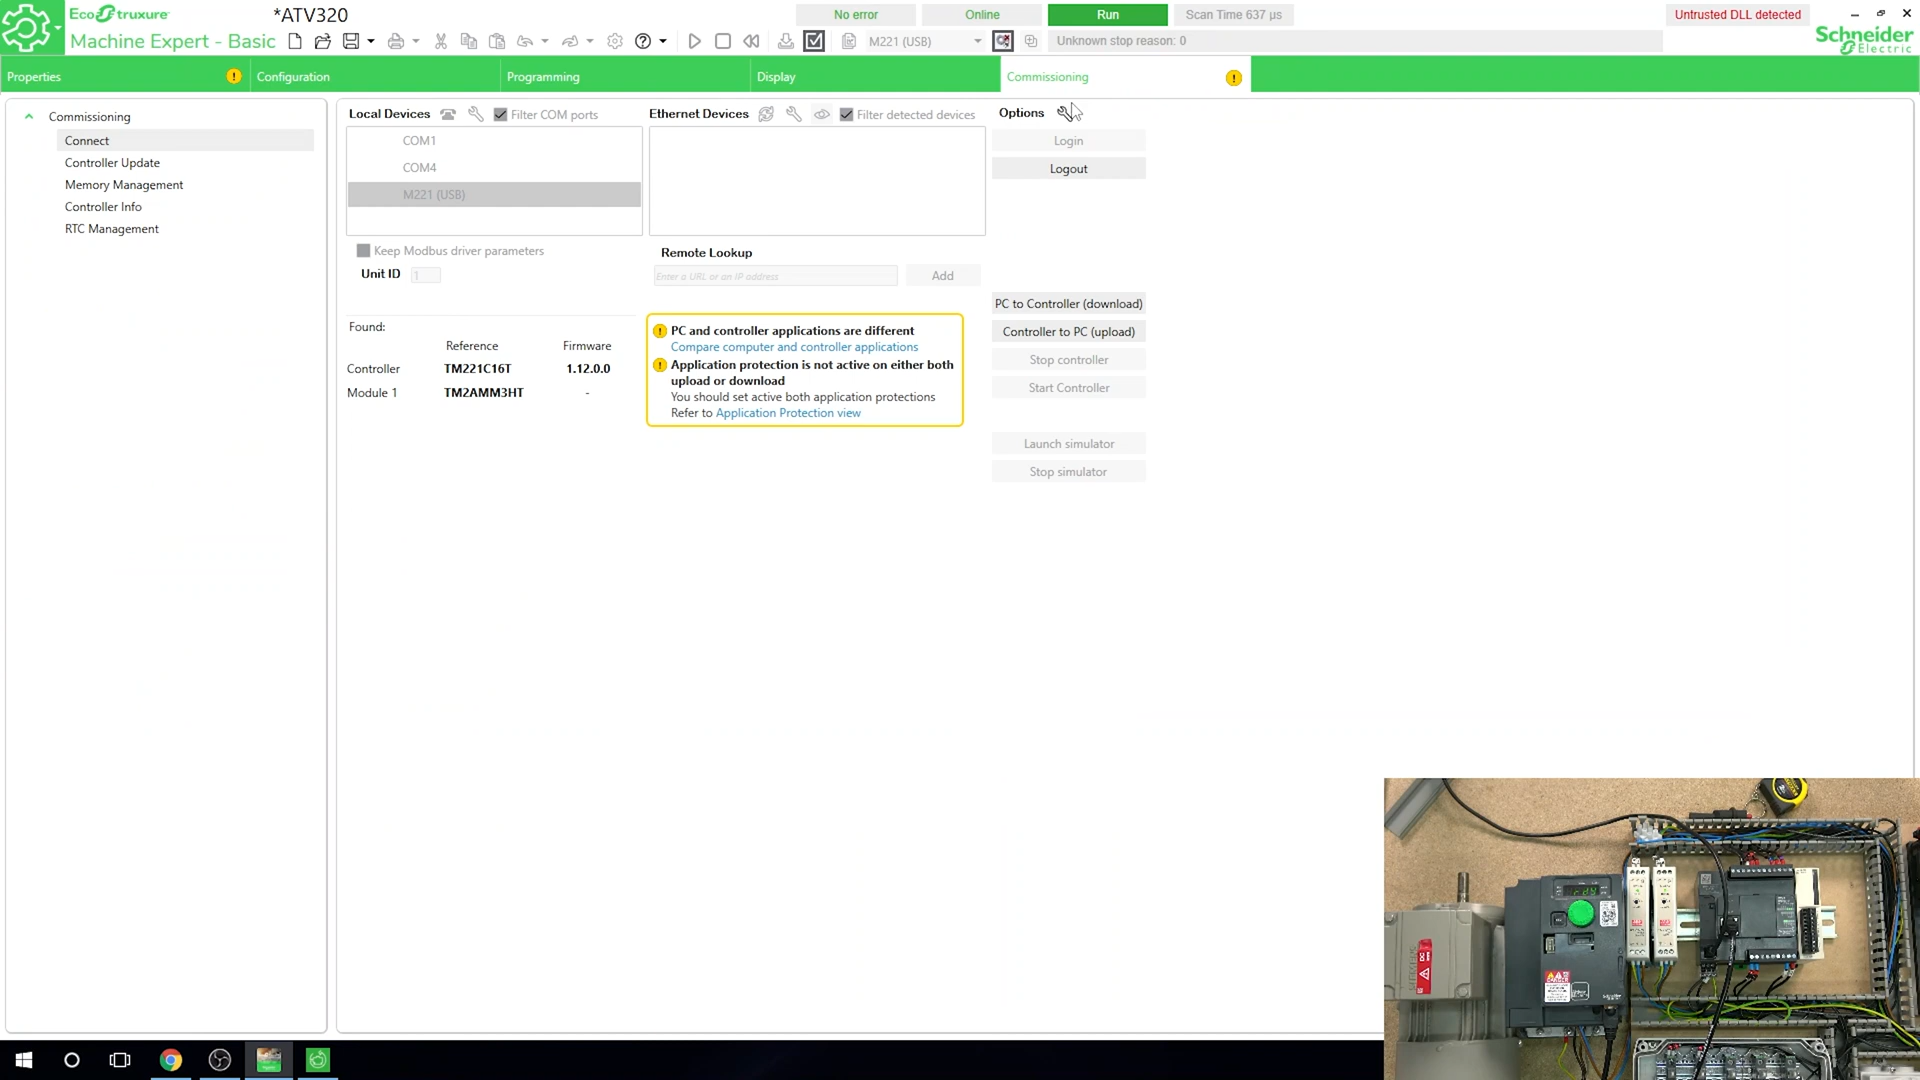 EcoStruxure
Machine Expert - Basic
*ATV320
No error
Online
Run
Scan Time 637 µs
Untrusted DLL detected
M221 (USB)
Unknown stop reason: 0
Schneider
Electric
Properties
Configuration
Programming
Display
Commissioning
Commissioning
Connect
Controller Update
Memory Management
Controller Info
RTC Management
Local Devices
Filter COM ports
COM1
COM4
M221 (USB)
Keep Modbus driver parameters
Unit ID
1
Ethernet Devices
Filter detected devices
Remote Lookup
Enter a URL or an IP address
Add
Options
Login
Logout
PC to Controller (download)
Controller to PC (upload)
Stop controller
Start Controller
Launch simulator
Stop simulator
Found:
Reference
Firmware
Controller
TM221C16T
1.12.0.0
Module 1
TM2AMM3HT
-
PC and controller applications are different
Compare computer and controller applications
Application protection is not active on either both
upload or download
You should set active both application protections
Refer to Application Protection view